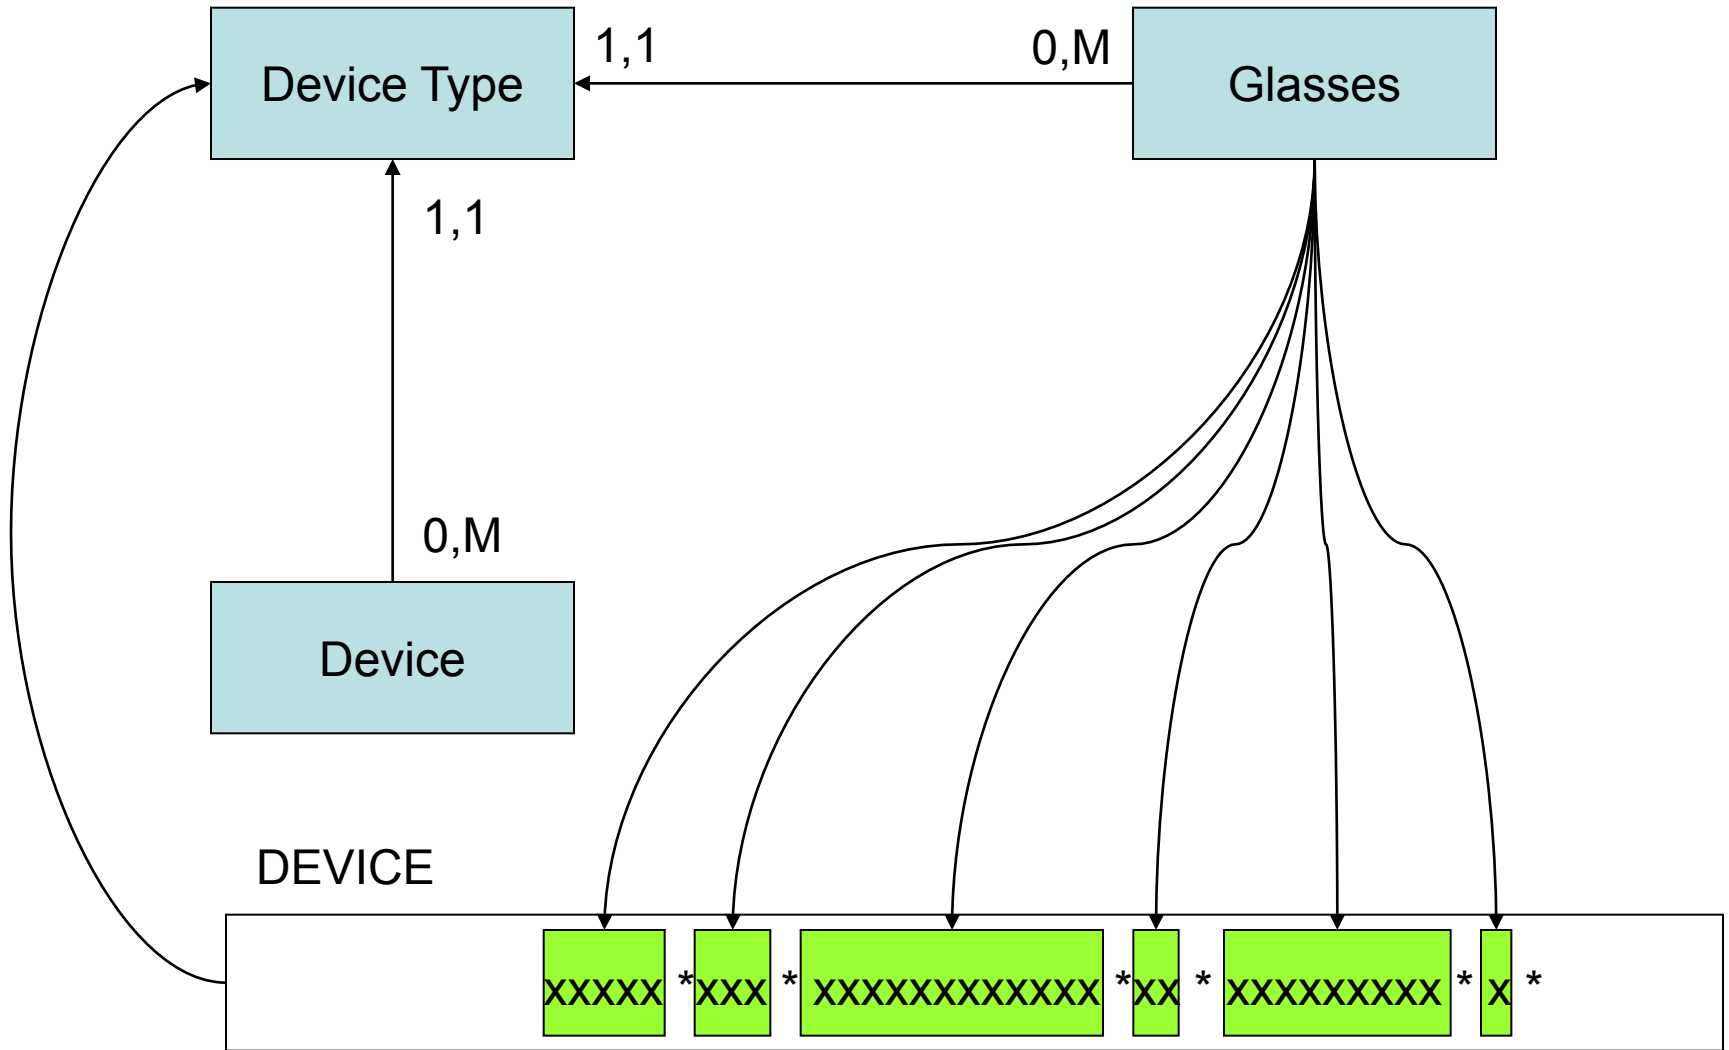 1,1
0,M
Device Type
Glasses
1,1
0,M
Device
DEVICE
xxxxx * xxx * xxxxxxxxxxxx * xx * xxxxxxxxx * x *